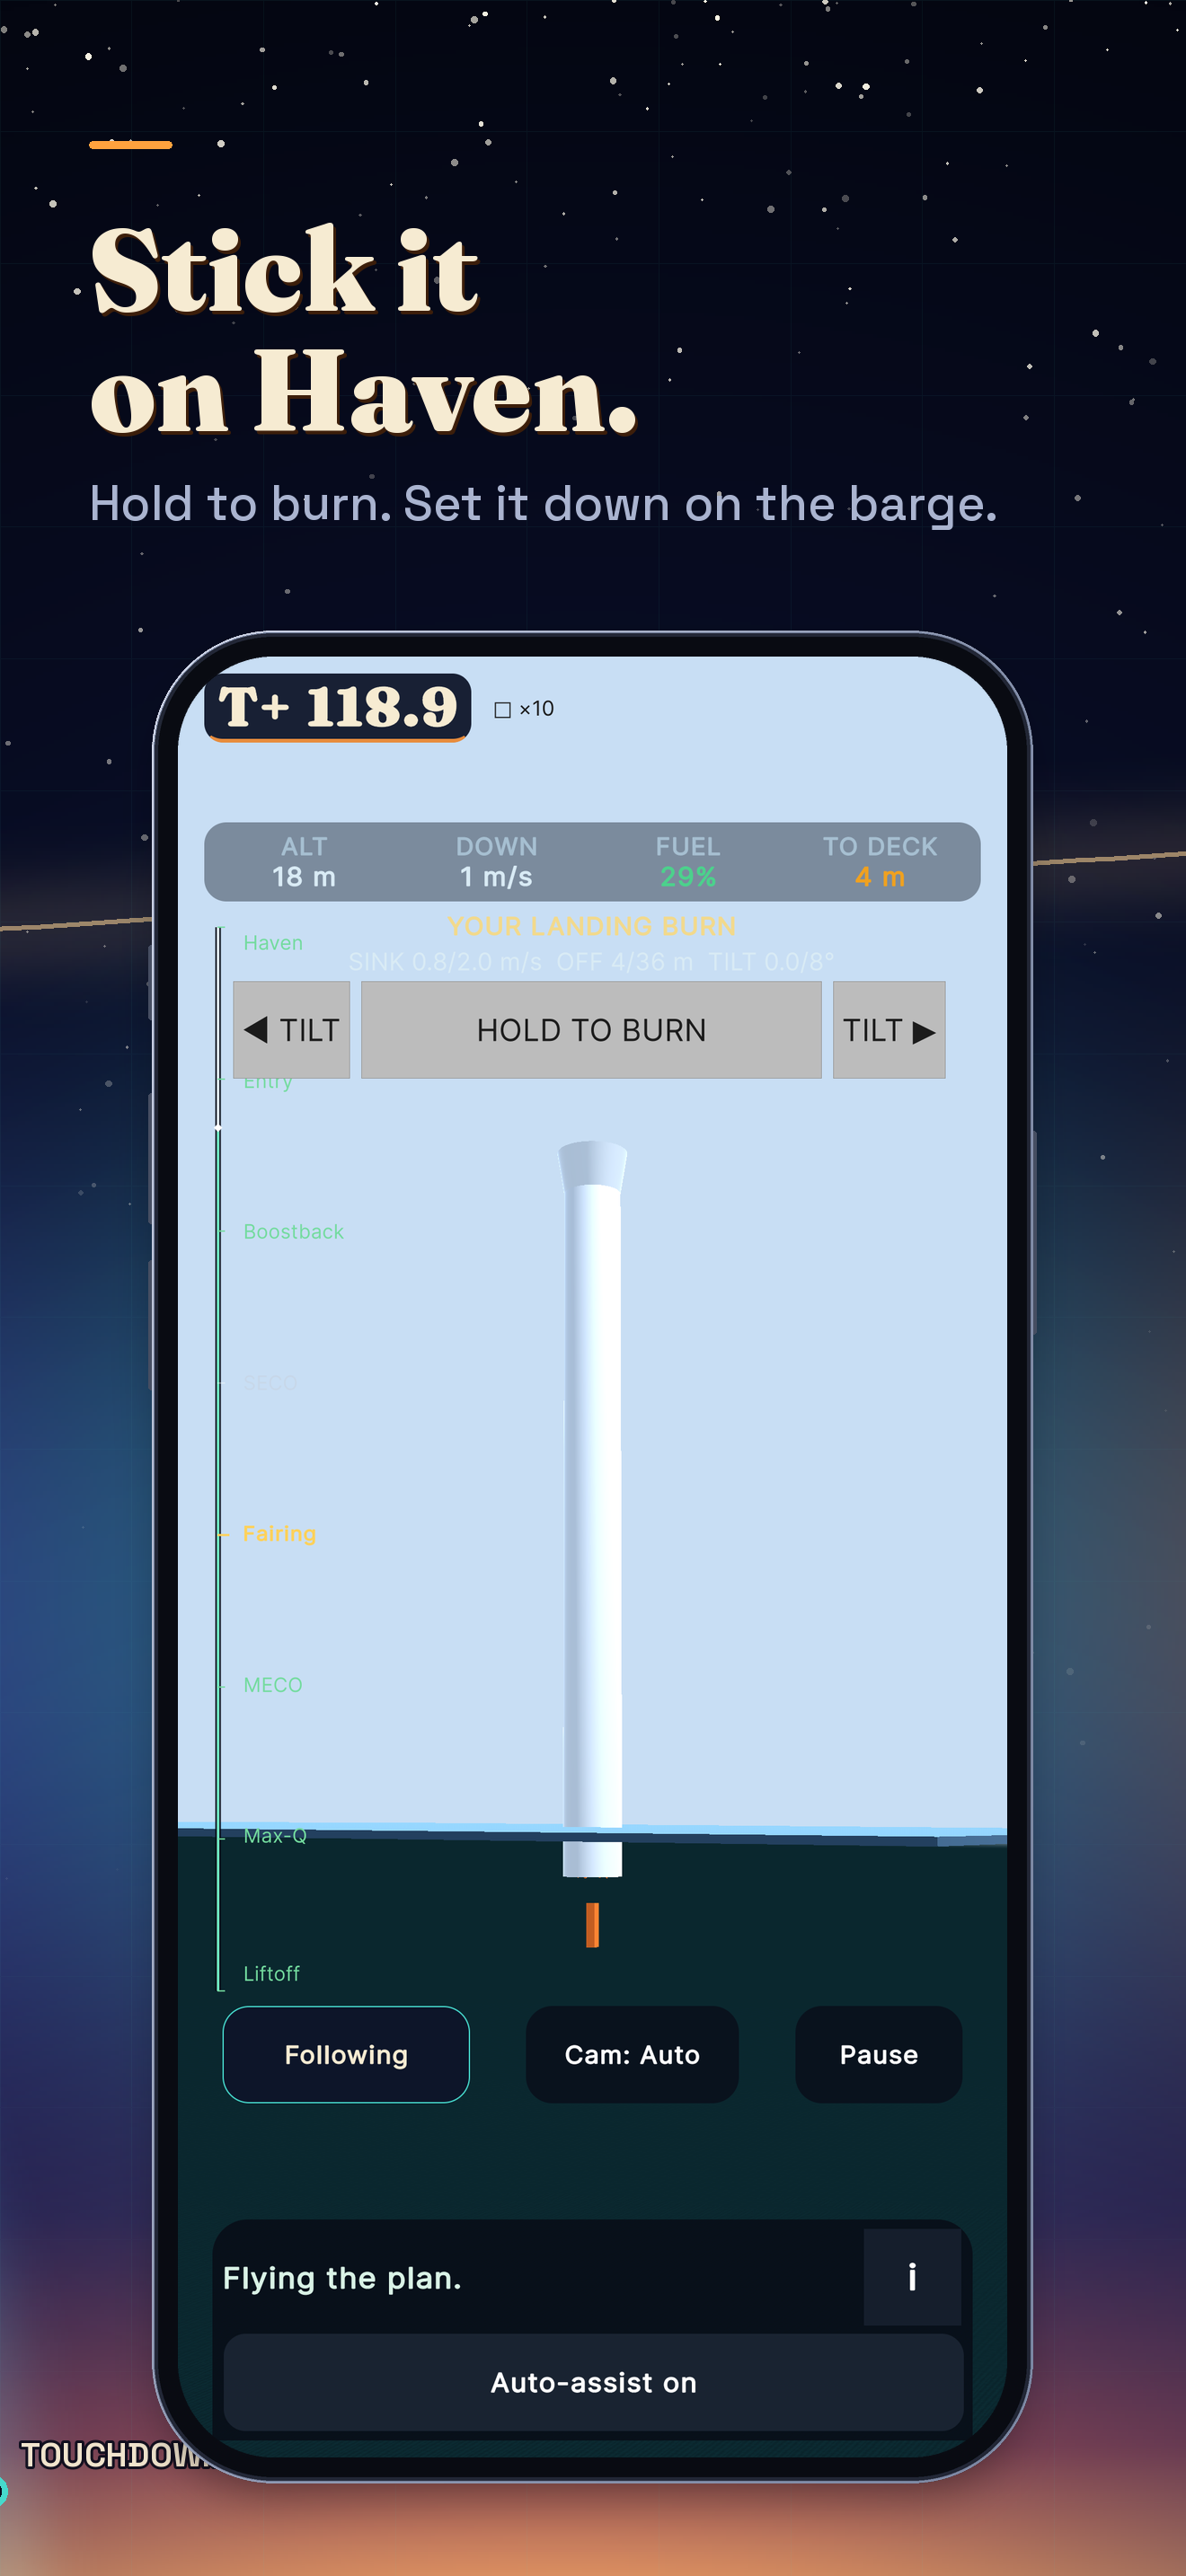 Stick it
on Haven.
Hold to burn. Set it down on the barge.
T+ 118.9
□ ×10
ALT DOWN FUEL TO DECK
18 m 1 m/s 29% 4 m
YOUR LANDING BURN
Haven
SINK 0.8/2.0 m/s OFF 4/36 m TILT 0.0/8°
◀ TILT HOLD TO BURN TILT ▶
Entry
Boostback
SECO
Fairing
MECO
Max-Q
Liftoff
Following Cam: Auto Pause
Flying the plan. i
Auto-assist on